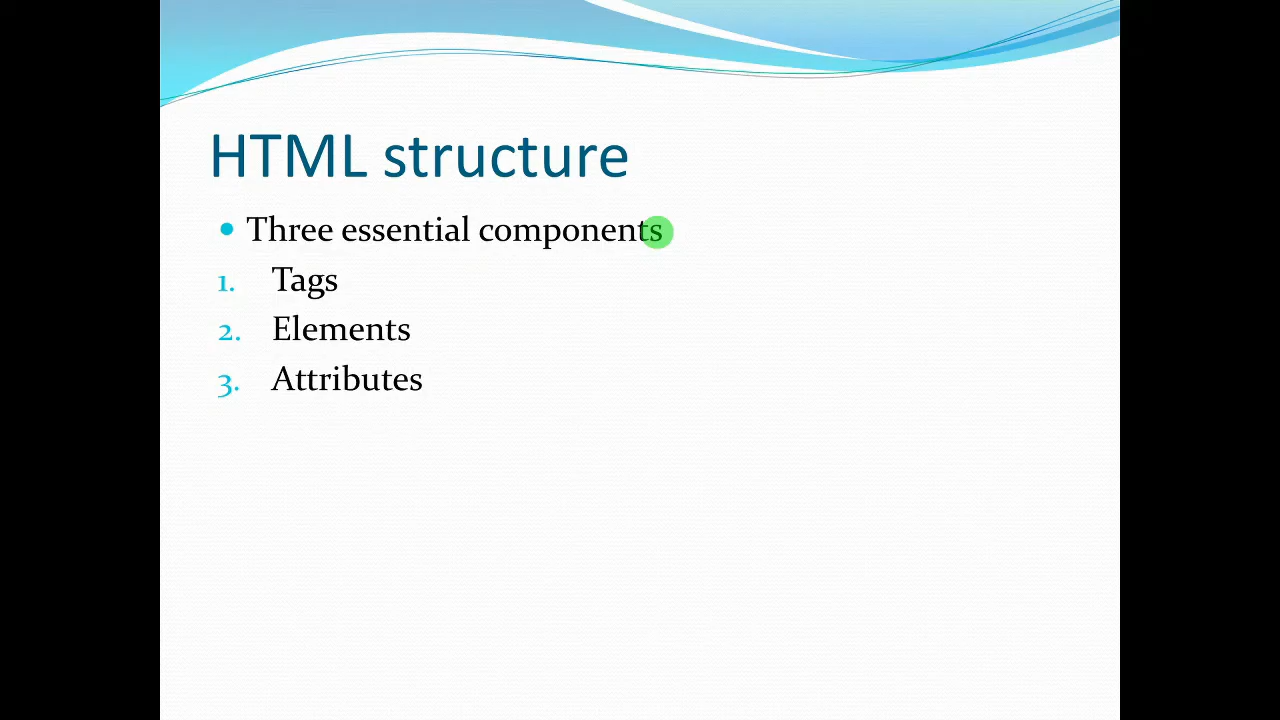 HTML structure
• Three essential components
1. Tags
2. Elements
3. Attributes